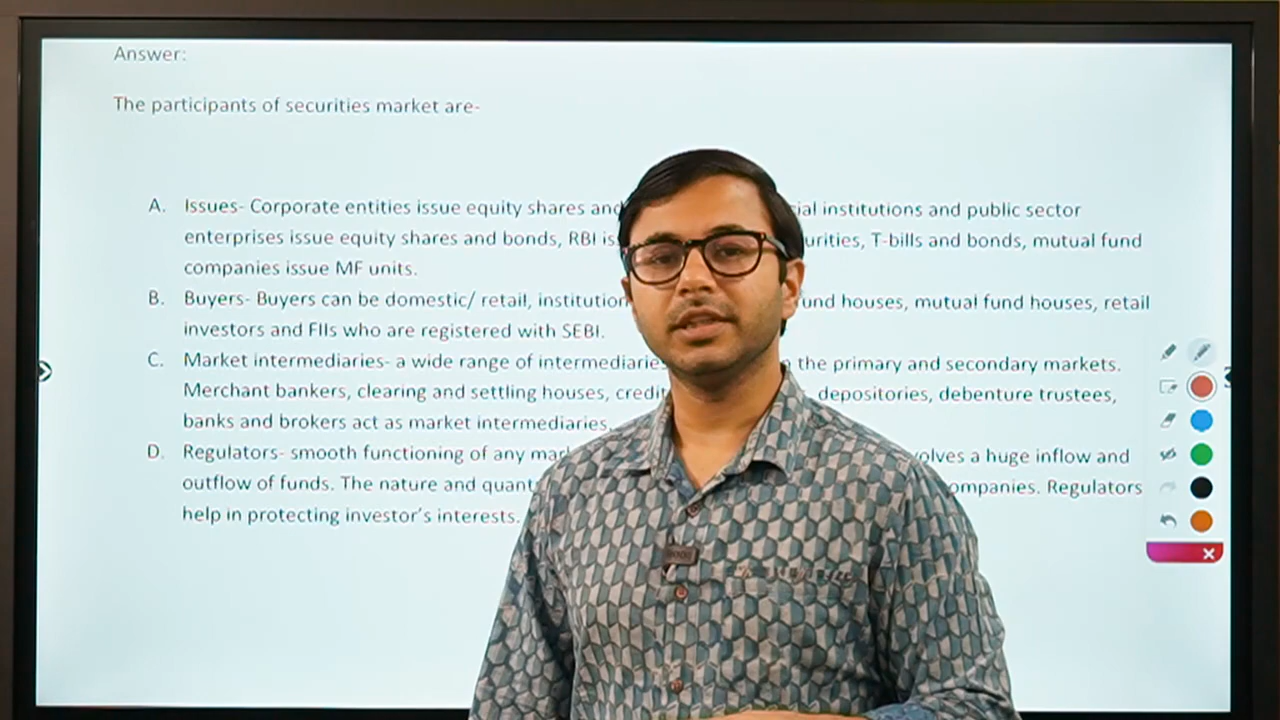 Answer:
The participants of securities market are-
A. Issues- Corporate entities issue equity shares and ial institutions and public sector
enterprises issue equity shares and bonds, RBI is urities, T-bills and bonds, mutual fund
companies issue MF units.
B. Buyers- Buyers can be domestic/ retail, institution und houses, mutual fund houses, retail
investors and FIIs who are registered with SEBI.
C. Market intermediaries- a wide range of intermediarie the primary and secondary markets.
Merchant bankers, clearing and settling houses, credi depositories, debenture trustees,
banks and brokers act as market intermediaries.
D. Regulators- smooth functioning of any mar olves a huge inflow and
outflow of funds. The nature and quant ompanies. Regulators
help in protecting investor's interests.